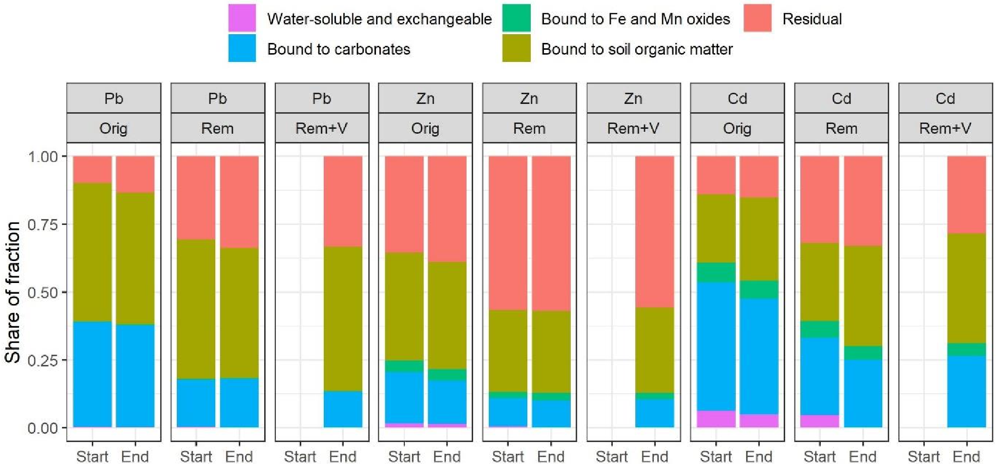 Water-soluble and exchangeable
Bound to Fe and Mn oxides
Residual
Bound to carbonates
Bound to soil organic matter
Pb Pb Pb Zn Zn Zn Cd Cd Cd
Orig Rem Rem+V Orig Rem Rem+V Orig Rem Rem+V
Share of fraction
1.00
0.75
0.50
0.25
0.00
Start End Start End Start End Start End Start End Start End Start End Start End Start End